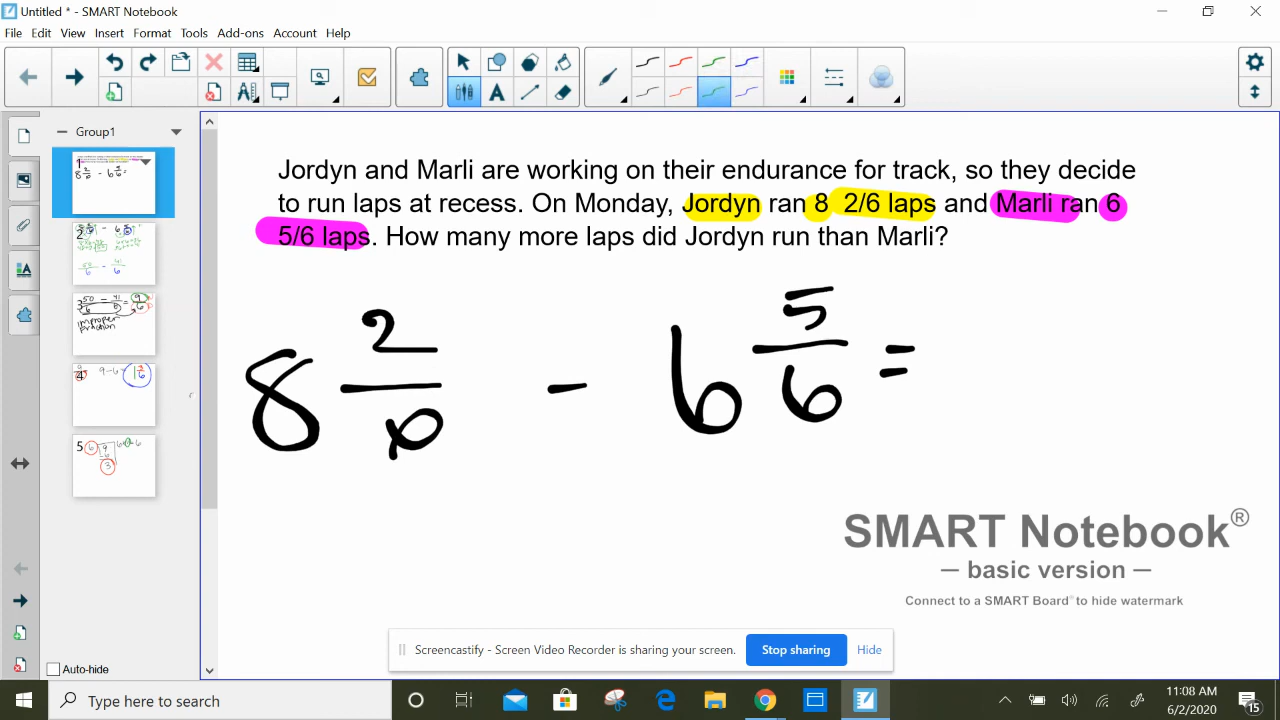 Untitled * - SMART Notebook
File Edit View Insert Format Tools Add-ons Account Help
Group1
Jordyn and Marli are working on their endurance for track, so they decide
to run laps at recess. On Monday, Jordyn ran 8 2/6 laps and Marli ran 6
5/6 laps. How many more laps did Jordyn run than Marli?
8 2/6 - 6 5/6 =
SMART Notebook®
— basic version —
Connect to a SMART Board® to hide watermark
Screencastify - Screen Video Recorder is sharing your screen. Stop sharing Hide
Auto-hide
Type here to search
11:08 AM
6/2/2020
15